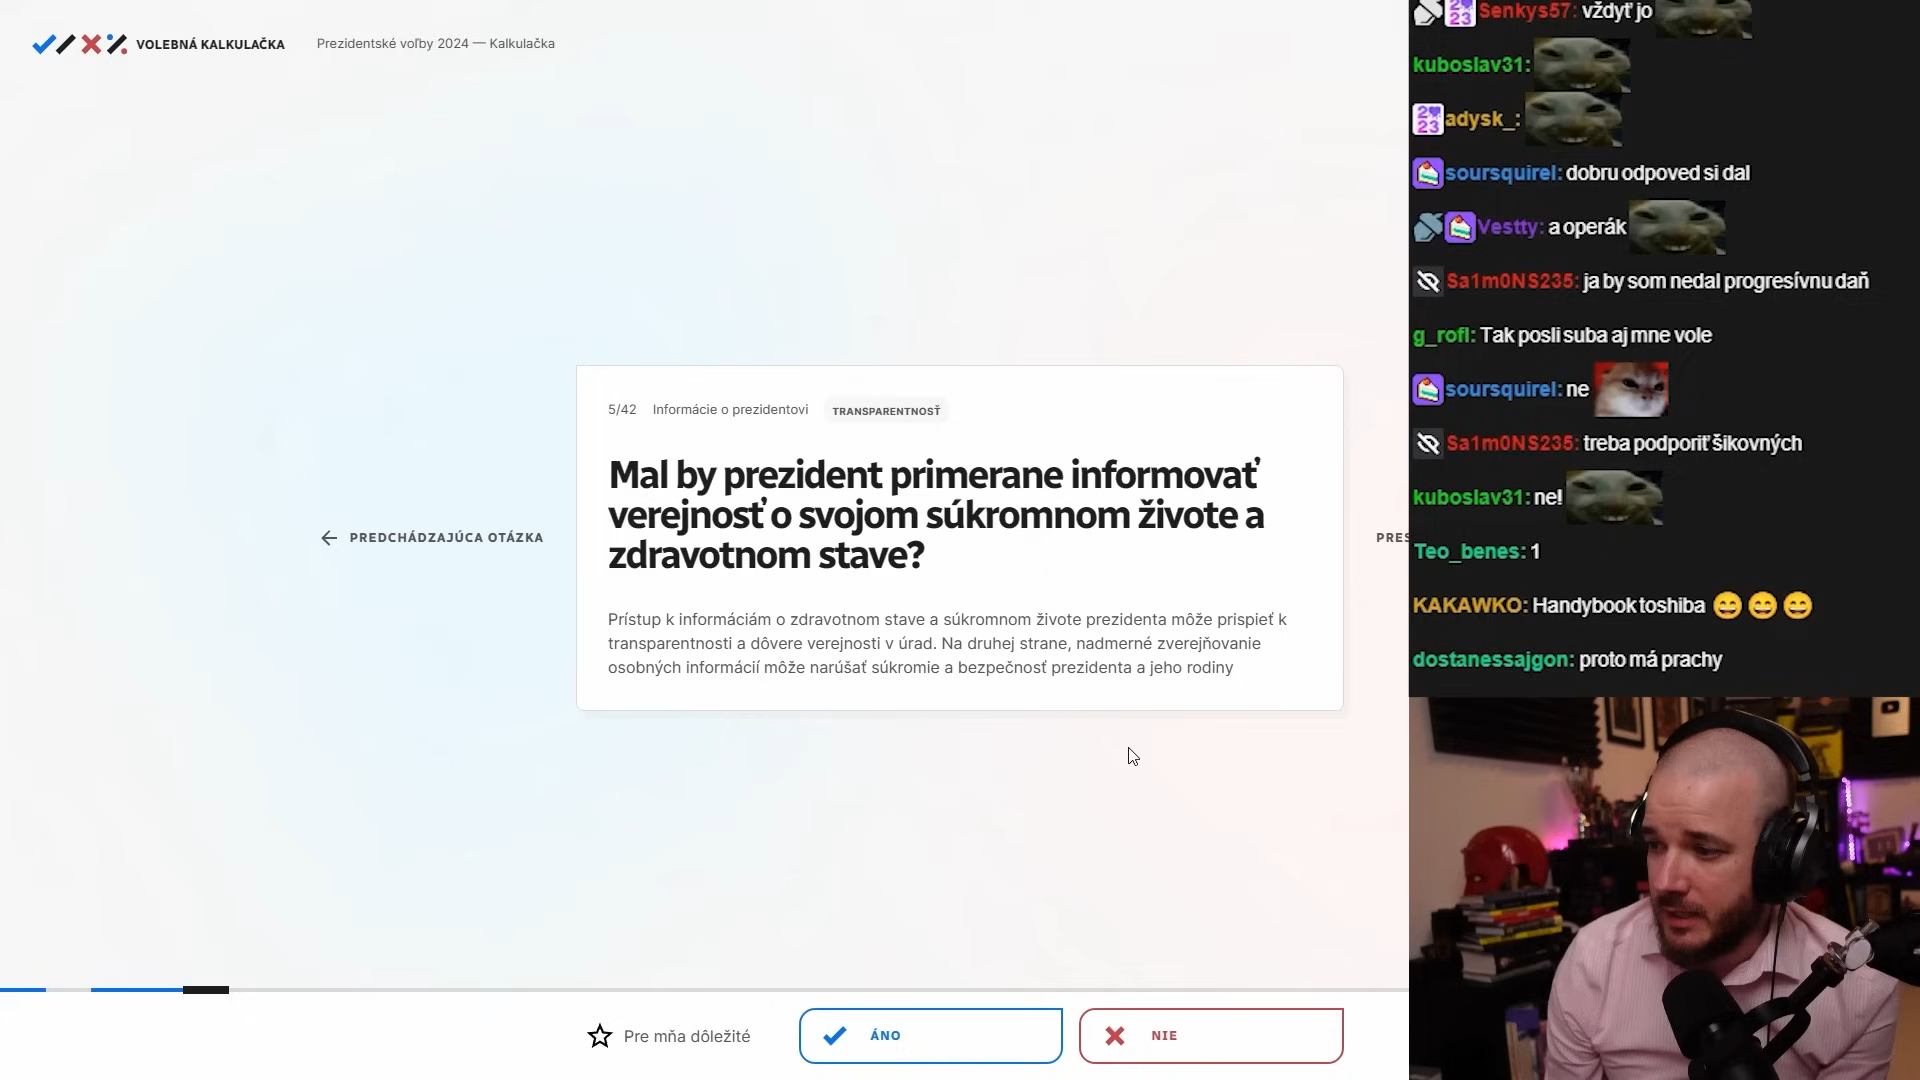 VOLEBNÁ KALKULAČKA
Prezidentské voľby 2024 — Kalkulačka
5/42 Informácie o prezidentovi TRANSPARENTNOSŤ
Mal by prezident primerane informovať
verejnosť o svojom súkromnom živote a
zdravotnom stave?
Prístup k informáciám o zdravotnom stave a súkromnom živote prezidenta môže prispieť k
transparentnosti a dôvere verejnosti v úrad. Na druhej strane, nadmerné zverejňovanie
osobných informácií môže narúšať súkromie a bezpečnosť prezidenta a jeho rodiny
PREDCHÁDZAJÚCA OTÁZKA
PRES
Pre mňa dôležité
ÁNO
NIE
Senkys57: vždyť jo
kuboslav31:
adysk_:
soursquirel: dobru odpoved si dal
Vestty: a operák
Sa1m0NS235: ja by som nedal progresívnu daň
g_rofl: Tak posli suba aj mne vole
soursquirel: ne
Sa1m0NS235: treba podporiť šikovných
kuboslav31: ne!
Teo_benes: 1
KAKAWKO: Handybook toshiba 😄 😄 😄
dostanessajgon: proto má prachy